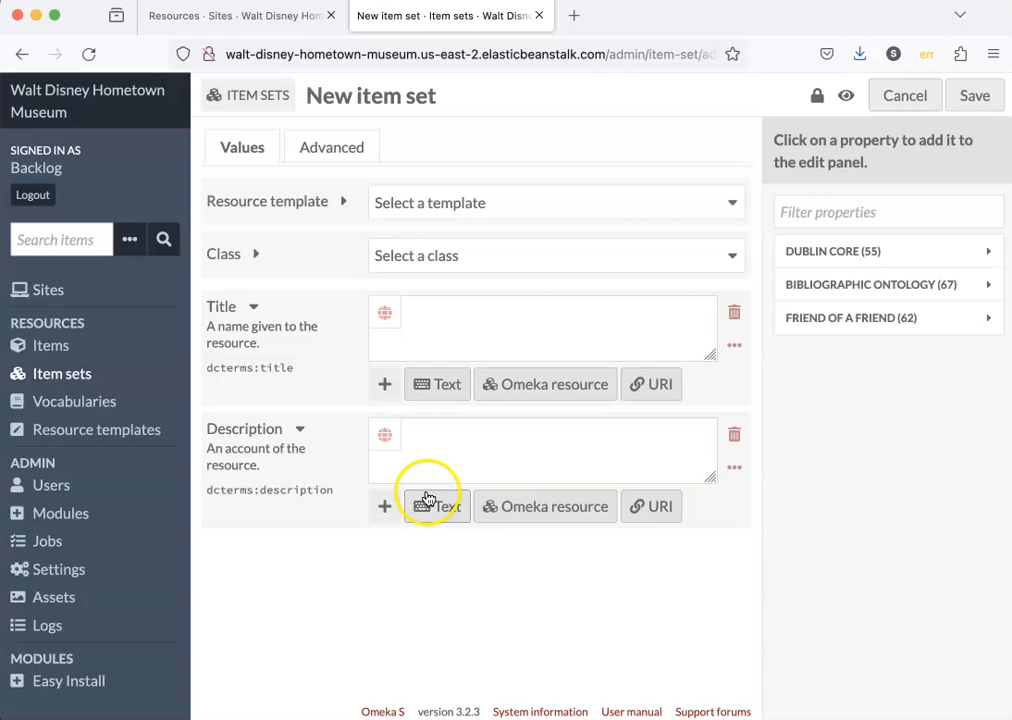 Resources · Sites · Walt Disney Hom
New item set · Item sets · Walt Disn
walt-disney-hometown-museum.us-east-2.elasticbeanstalk.com/admin/item-set/ad
S
em
Walt Disney Hometown
Museum
SIGNED IN AS
Backlog
Logout
Search items
Sites
RESOURCES
Items
Item sets
Vocabularies
Resource templates
ADMIN
Users
Modules
Jobs
Settings
Assets
Logs
MODULES
Easy Install
ITEM SETS
New item set
Cancel
Save
Values
Advanced
Resource template
Select a template
Class
Select a class
Title
A name given to the
resource.
dcterms:title
Text
Omeka resource
URI
Description
An account of the
resource.
dcterms:description
Text
Omeka resource
URI
Click on a property to add it to
the edit panel.
Filter properties
DUBLIN CORE (55)
BIBLIOGRAPHIC ONTOLOGY (67)
FRIEND OF A FRIEND (62)
Omeka S version 3.2.3 System information User manual Support forums